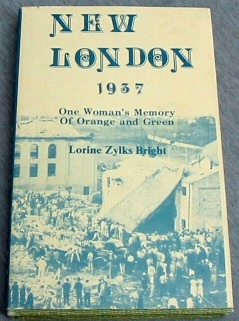 NEW
LONDON
1937
One Woman's Memory
Of Orange and Green
Lorine Zylks Bright